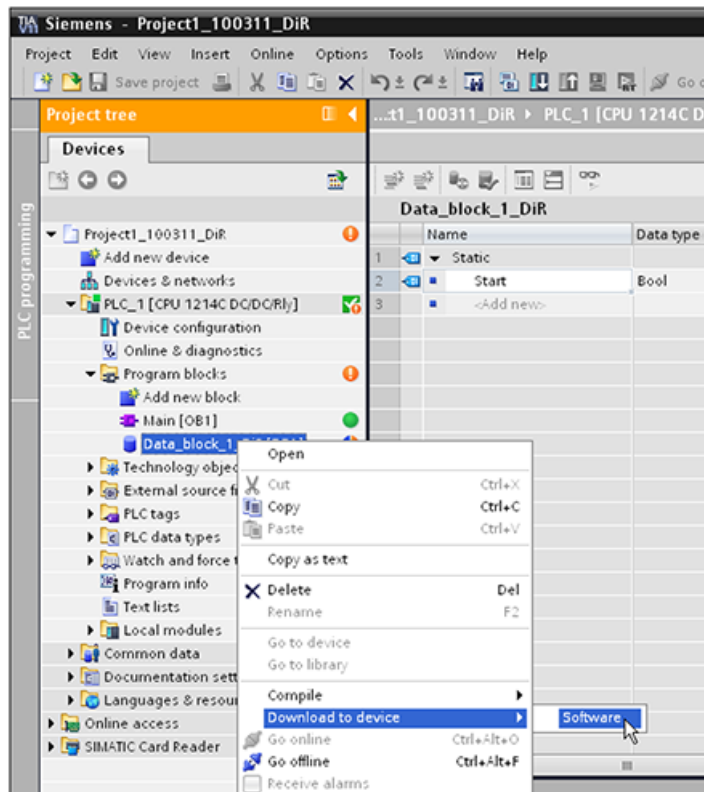 Siemens - Project1_100311_DiR
Project Edit View Insert Online Options Tools Window Help
Save project
Project tree
...t1_100311_DiR PLC_1 [CPU 1214C D
Devices
PLC programming
Data_block_1_DiR
Name Data type
1 Static
2 Start Bool
3 <Add new>
Project1_100311_DiR
Add new device
Devices & networks
PLC_1 [CPU 1214C DC/DC/Rly]
Device configuration
Online & diagnostics
Program blocks
Add new block
Main [OB1]
Data_block_1
Technology objec
External source fi
PLC tags
PLC data types
Watch and force t
Program info
Text lists
Local modules
Common data
Documentation sett
Languages & resour
Online access
SIMATIC Card Reader
Open
Cut Ctrl+X
Copy Ctrl+C
Paste Ctrl+V
Copy as text
Delete Del
Rename F2
Go to device
Go to library
Compile
Download to device
Software
Go online Ctrl+Alt+O
Go offline Ctrl+Alt+F
Receive alarms